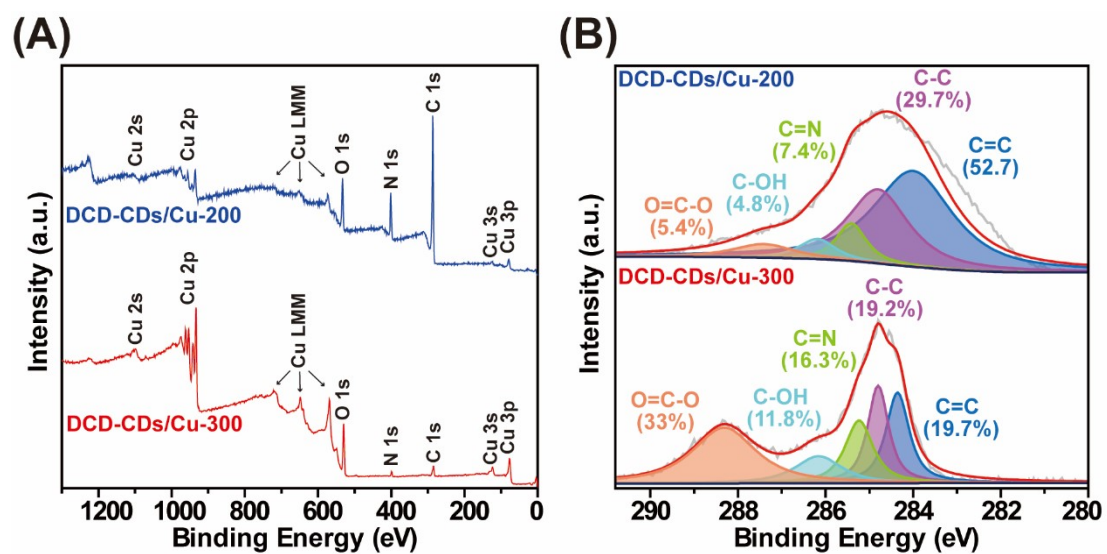 (A)
Intensity (a.u.)
Cu 2s
Cu 2p
Cu LMM
O 1s
N 1s
C 1s
Cu 3s
Cu 3p
DCD-CDs/Cu-200
Cu 2s
Cu 2p
Cu LMM
O 1s
N 1s
C 1s
Cu 3s
Cu 3p
DCD-CDs/Cu-300
1200 1000 800 600 400 200 0
Binding Energy (eV)
(B)
Intensity (a.u.)
DCD-CDs/Cu-200
C-C
(29.7%)
C=N
(7.4%)
C=C
(52.7)
C-OH
(4.8%)
O=C-O
(5.4%)
DCD-CDs/Cu-300
C-C
(19.2%)
C=N
(16.3%)
O=C-O
(33%)
C-OH
(11.8%)
C=C
(19.7%)
290 288 286 284 282 280
Binding Energy (eV)